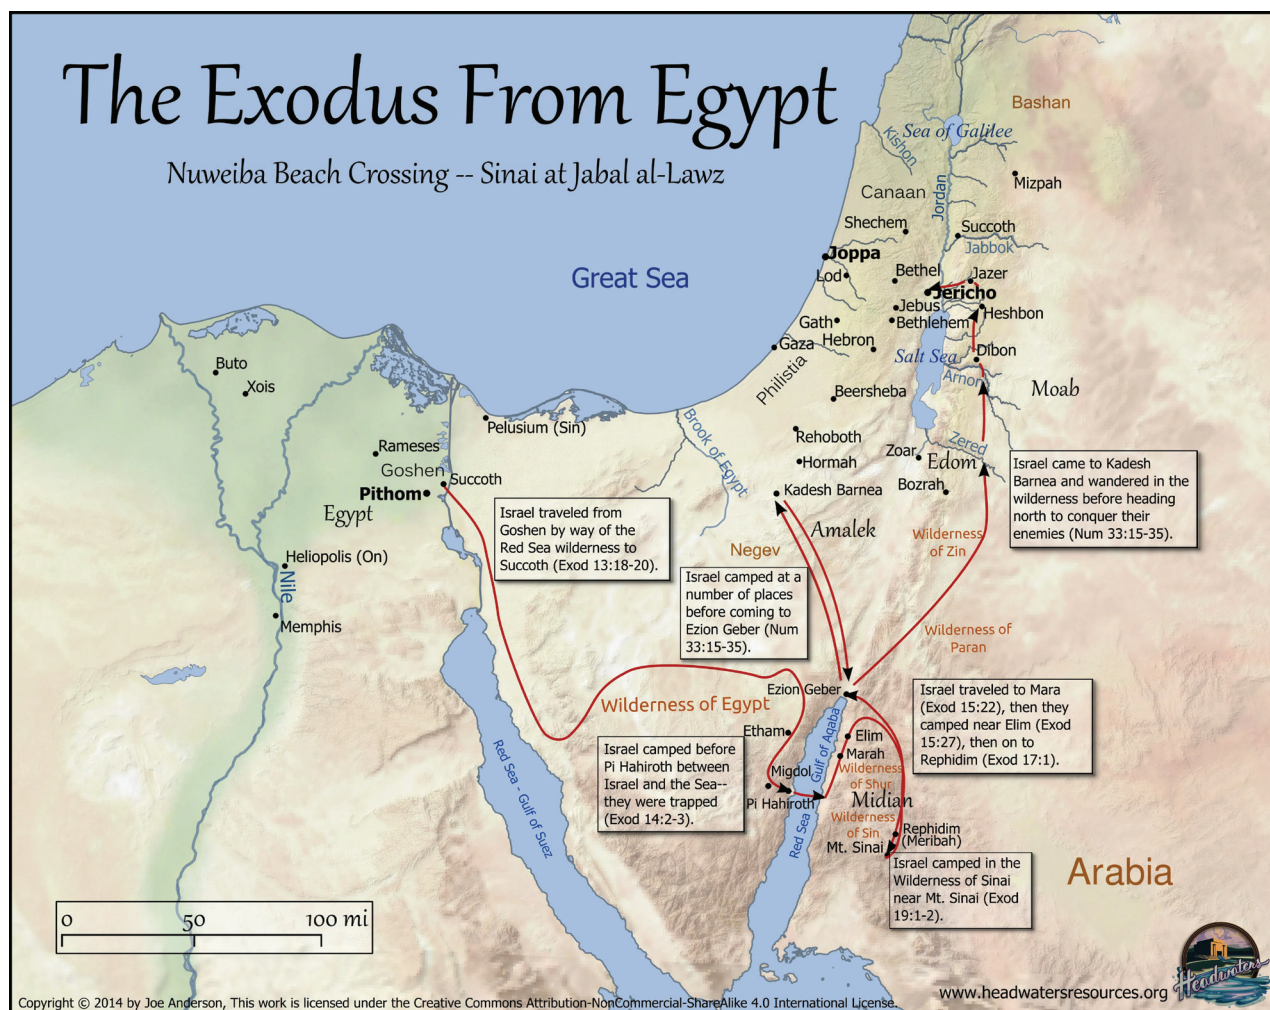 The Exodus From Egypt
Nuweiba Beach Crossing -- Sinai at Jabal al-Lawz
Bashan
Sea of Galilee
Kishon
Canaan
Jordan
Mizpah
Shechem
Succoth
Jabbok
Joppa
Lod
Bethel
Jazer
Jericho
Great Sea
Jebus
Heshbon
Gath
Bethlehem
Hebron
Gaza
Salt Sea
Dibon
Philistia
Arnon
Moab
Beersheba
Buto
Xois
Pelusium (Sin)
Brook of Egypt
Rehoboth
Zered
Rameses
Goshen
Hormah
Zoar
Edom
Succoth
Pithom
Kadesh Barnea
Bozrah
Egypt
Amalek
Israel traveled from
Goshen by way of the
Red Sea wilderness to
Succoth (Exod 13:18-20).
Israel came to Kadesh
Barnea and wandered in the
wilderness before heading
north to conquer their
enemies (Num 33:15-35).
Negev
Wilderness
of Zin
Heliopolis (On)
Nile
Memphis
Israel camped at a
number of places
before coming to
Ezion Geber (Num
33:15-35).
Wilderness of
Paran
Ezion Geber
Wilderness of Egypt
Israel traveled to Mara
(Exod 15:22), then they
camped near Elim (Exod
15:27), then on to
Rephidim (Exod 17:1).
Etham
Gulf of Aqaba
Elim
Marah
Israel camped before
Pi Hahiroth between
Israel and the Sea--
they were trapped
(Exod 14:2-3).
Migdol
Wilderness
of Shur
Pi Hahiroth
Midian
Red Sea - Gulf of Suez
Red Sea
Wilderness
of Sin
Rephidim
(Meribah)
Mt. Sinai
Israel camped in the
Wilderness of Sinai
near Mt. Sinai (Exod
19:1-2).
Arabia
0 50 100 mi
Headwaters
www.headwatersresources.org
Copyright © 2014 by Joe Anderson, This work is licensed under the Creative Commons Attribution-NonCommercial-ShareAlike 4.0 International License.